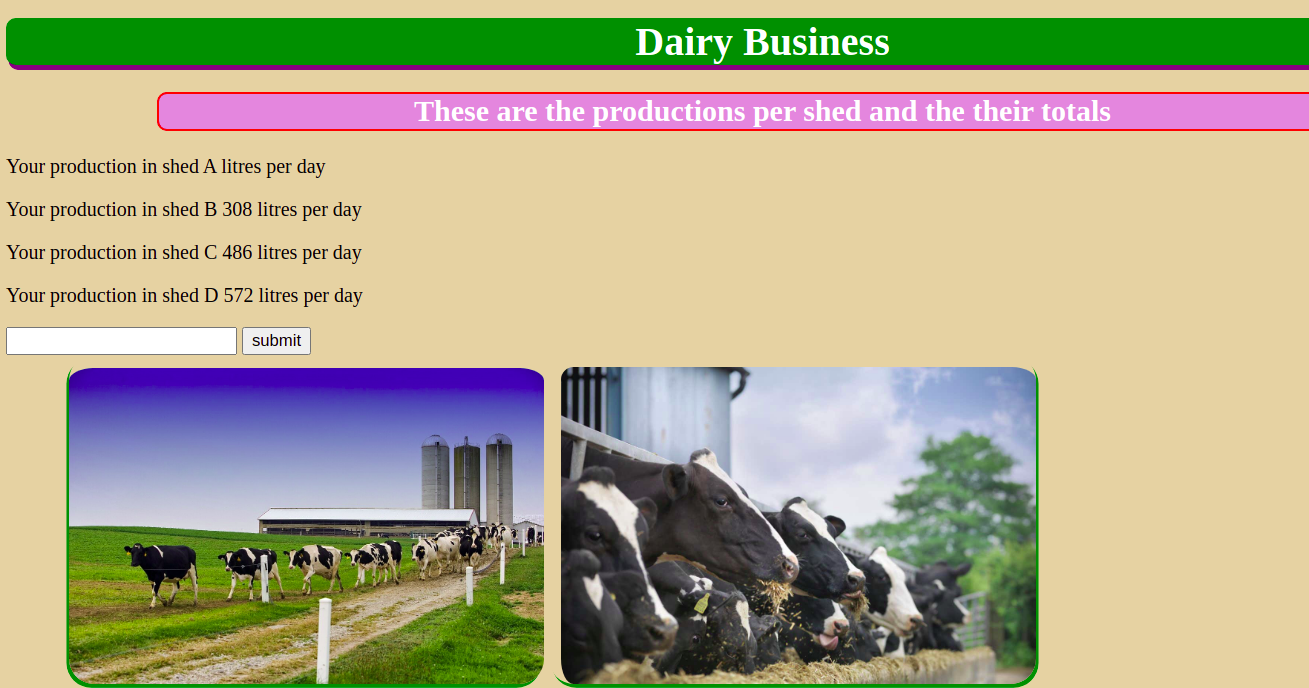 Dairy Business
These are the productions per shed and the their totals
Your production in shed A litres per day
Your production in shed B 308 litres per day
Your production in shed C 486 litres per day
Your production in shed D 572 litres per day
submit